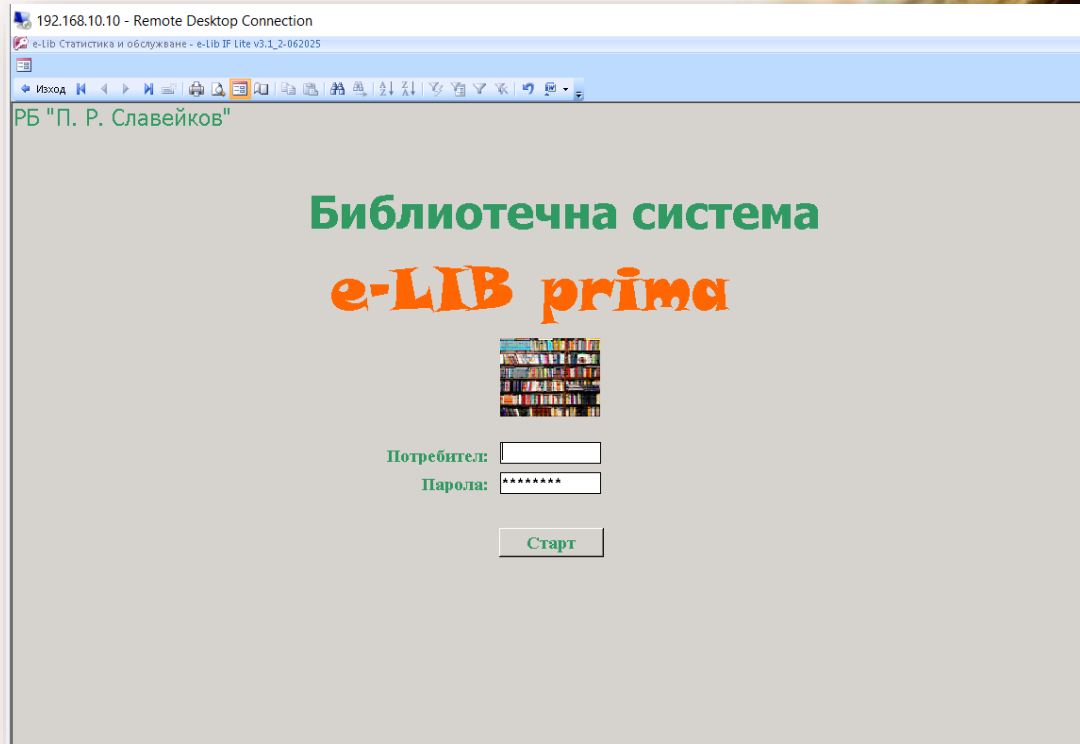 192.168.10.10 - Remote Desktop Connection
e-Lib Статистика и обслужване - e-Lib IF Lite v3.1_2-062025
Изход
РБ "П. Р. Славейков"
Библиотечна система
e-LIB prima
Потребител:
Парола: ********
Старт